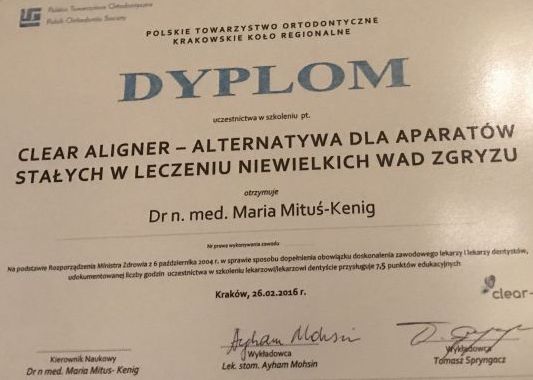 Polskie Towarzystwo Ortodontyczne
Polish Orthodontic Society
POLSKIE TOWARZYSTWO ORTODONTYCZNE
KRAKOWSKIE KOŁO REGIONALNE
DYPLOM
uczestnictwa w szkoleniu pt.
CLEAR ALIGNER – ALTERNATYWA DLA APARATÓW
STAŁYCH W LECZENIU NIEWIELKICH WAD ZGRYZU
otrzymuje
Dr n. med. Maria Mituś-Kenig
Nr prawa wykonywania zawodu
Na podstawie Rozporządzenia Ministra Zdrowia z 6 października 2004 r. w sprawie sposobu dopełnienia obowiązku doskonalenia zawodowego lekarzy i lekarzy dentystów,
udokumentowanej liczby godzin uczestnictwa w szkoleniu lekarzowi/lekarzowi dentyście przysługuje 7,5 punktów edukacyjnych
Kraków, 26.02.2016 r.
clear-
Ayham Mohsin
Kierownik Naukowy
Dr n med. Maria Mituś- Kenig
Wykładowca
Lek. stom. Ayham Mohsin
Wykładowca
Tomasz Spryngacz